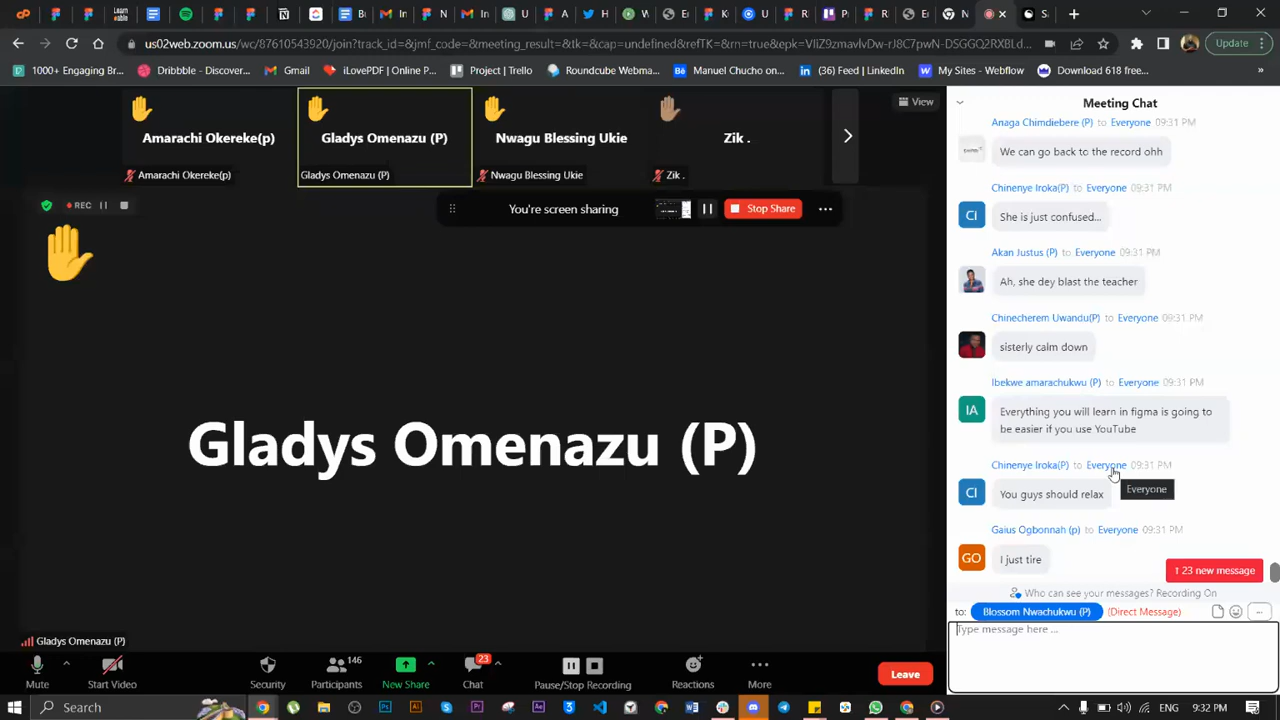 us02web.zoom.us/wc/87610543920/join?track_id=&jmf_code=&meeting_result=&tk=&cap=undefined&refTK=&rn=true&epk=
Update
1000+ Engaging Br...
Dribbble - Discover...
Gmail
iLovePDF | Online P...
Project | Trello
Roundcube Webma...
Manuel Chucho on...
(36) Feed | LinkedIn
My Sites - Webflow
Download 618 free...
»
Amarachi Okereke(p)
Gladys Omenazu (P)
Nwagu Blessing Ukie
Zik .
View
Amarachi Okereke(p)
Gladys Omenazu (P)
Nwagu Blessing Ukie
Zik .
REC
You're screen sharing
Stop Share
Gladys Omenazu (P)
Gladys Omenazu (P)
Meeting Chat
Anaga Chimdiebere (P) to Everyone 09:31 PM
We can go back to the record ohh
Chinenye Iroka(P) to Everyone 09:31 PM
CI
She is just confused...
Akan Justus (P) to Everyone 09:31 PM
Ah, she dey blast the teacher
Chinecherem Uwandu(P) to Everyone 09:31 PM
sisterly calm down
Ibekwe amarachukwu (P) to Everyone 09:31 PM
IA
Everything you will learn in figma is going to
be easier if you use YouTube
Chinenye Iroka(P) to Everyone 09:31 PM
Everyone
CI
You guys should relax
Gaius Ogbonnah (p) to Everyone 09:31 PM
GO
I just tire
↑ 23 new message
Who can see your messages? Recording On
to: Blossom Nwachukwu (P) (Direct Message)
Type message here ...
Mute
Start Video
Security
146
Participants
New Share
23
Chat
Pause/Stop Recording
Reactions
More
Leave
Search
ENG
9:32 PM